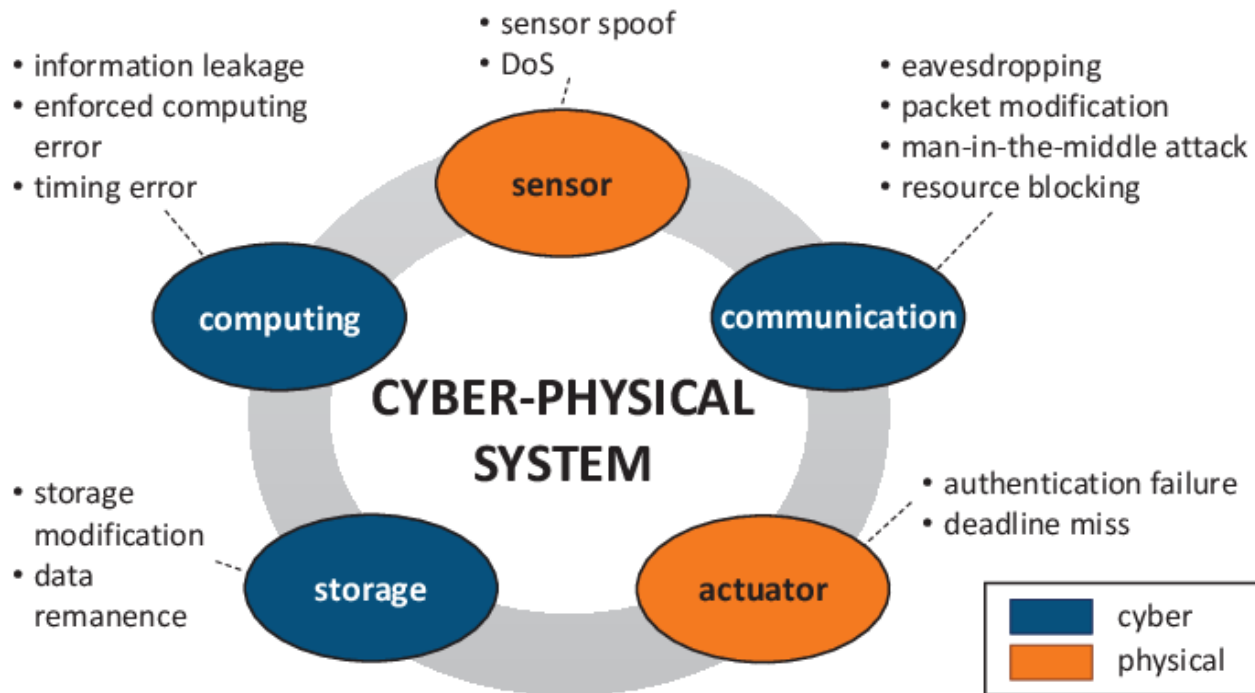 • sensor spoof
• DoS
• information leakage
• enforced computing
error
• timing error
• eavesdropping
• packet modification
• man-in-the-middle attack
• resource blocking
sensor
computing
communication
CYBER-PHYSICAL
SYSTEM
• storage
modification
• data
remanence
• authentication failure
• deadline miss
storage
actuator
cyber
physical